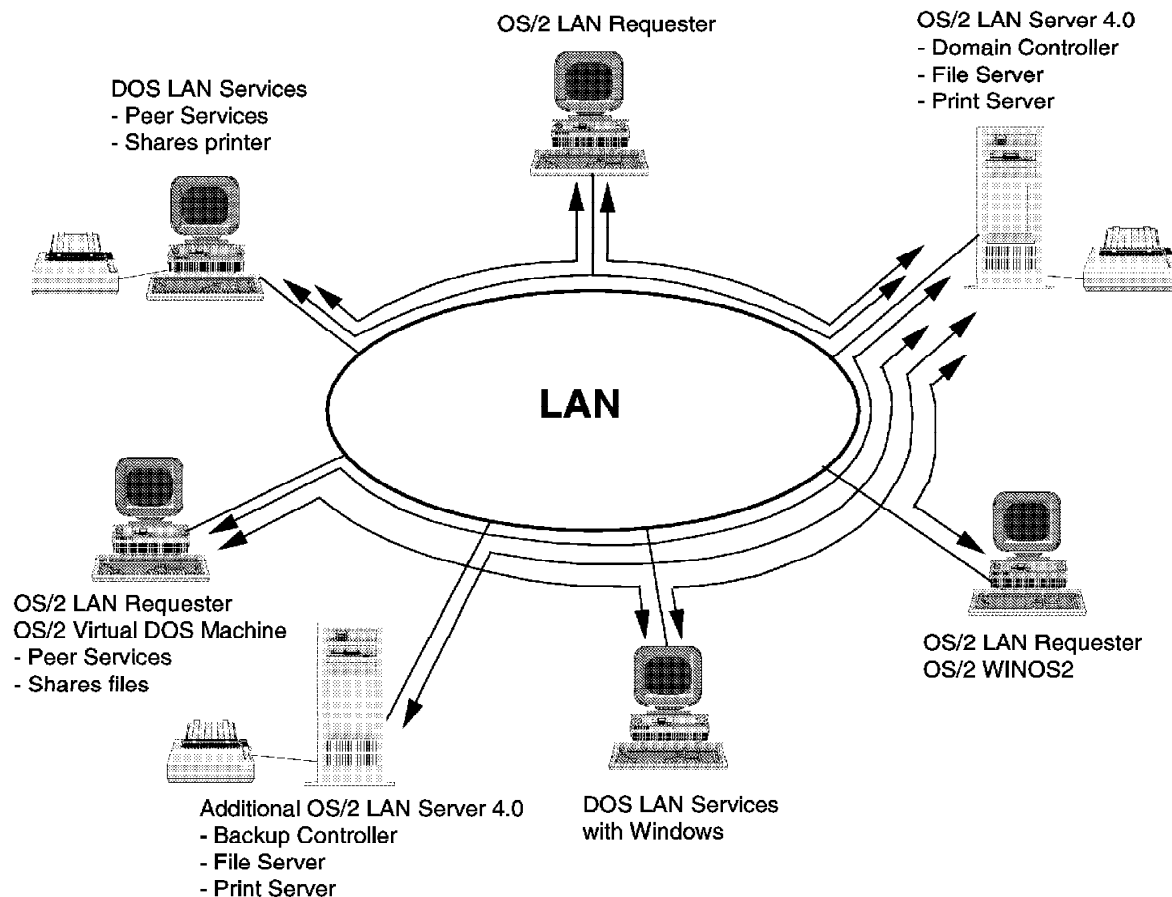 OS/2 LAN Requester
OS/2 LAN Server 4.0
- Domain Controller
- File Server
- Print Server
DOS LAN Services
- Peer Services
- Shares printer
LAN
OS/2 LAN Requester
OS/2 Virtual DOS Machine
- Peer Services
- Shares files
OS/2 LAN Requester
OS/2 WINOS2
Additional OS/2 LAN Server 4.0
- Backup Controller
- File Server
- Print Server
DOS LAN Services
with Windows